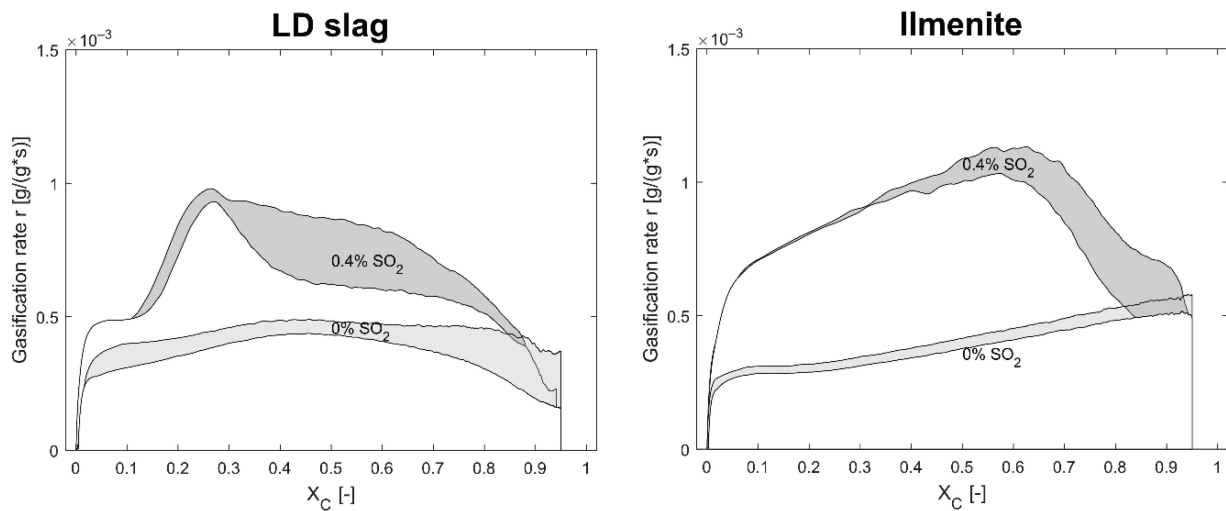 LD slag
× 10⁻³
1.5
1
0.5
0
Gasification rate r [g/(g*s)]
0.4% SO₂
0% SO₂
0 0.1 0.2 0.3 0.4 0.5 0.6 0.7 0.8 0.9 1
X_C [-]
Ilmenite
× 10⁻³
1.5
1
0.5
0
Gasification rate r [g/(g*s)]
0.4% SO₂
0% SO₂
0 0.1 0.2 0.3 0.4 0.5 0.6 0.7 0.8 0.9 1
X_C [-]